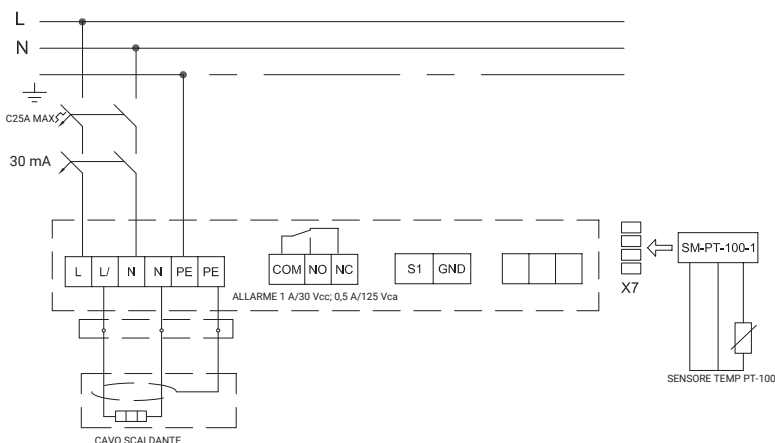 L
N
C25A MAX
30 mA
L L/ N N PE PE
COM NO NC
S1 GND
ALLARME 1 A/30 Vcc; 0,5 A/125 Vca
X7
SM-PT-100-1
SENSORE TEMP PT-100
CAVO SCALDANTE